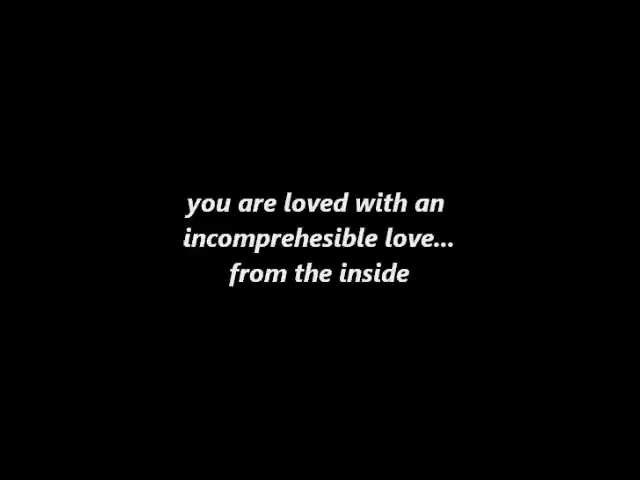 you are loved with an
incomprehesible love...
from the inside